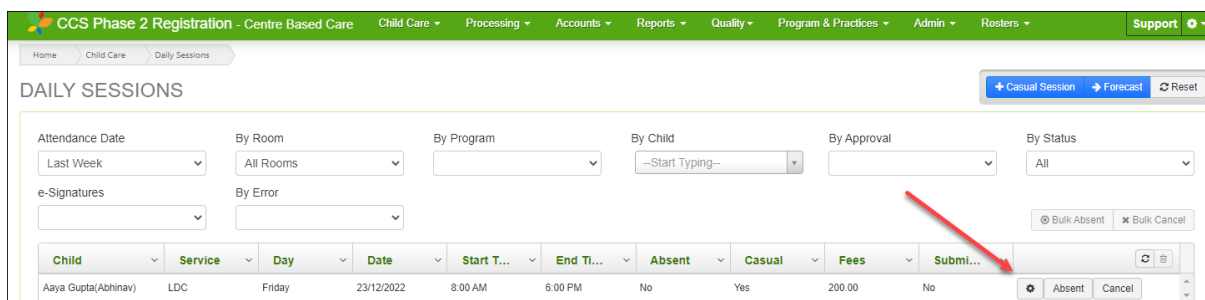 CCS Phase 2 Registration - Centre Based Care Child Care Processing Accounts Reports Quality Program & Practices Admin Rosters Support
Home Child Care Daily Sessions
DAILY SESSIONS
+ Casual Session Forecast Reset
Attendance Date By Room By Program By Child By Approval By Status
Last Week All Rooms --Start Typing-- All
e-Signatures By Error
Bulk Absent Bulk Cancel
Child Service Day Date Start T... End Ti... Absent Casual Fees Submi...
Aaya Gupta(Abhinav) LDC Friday 23/12/2022 8:00 AM 6:00 PM No Yes 200.00 No Absent Cancel